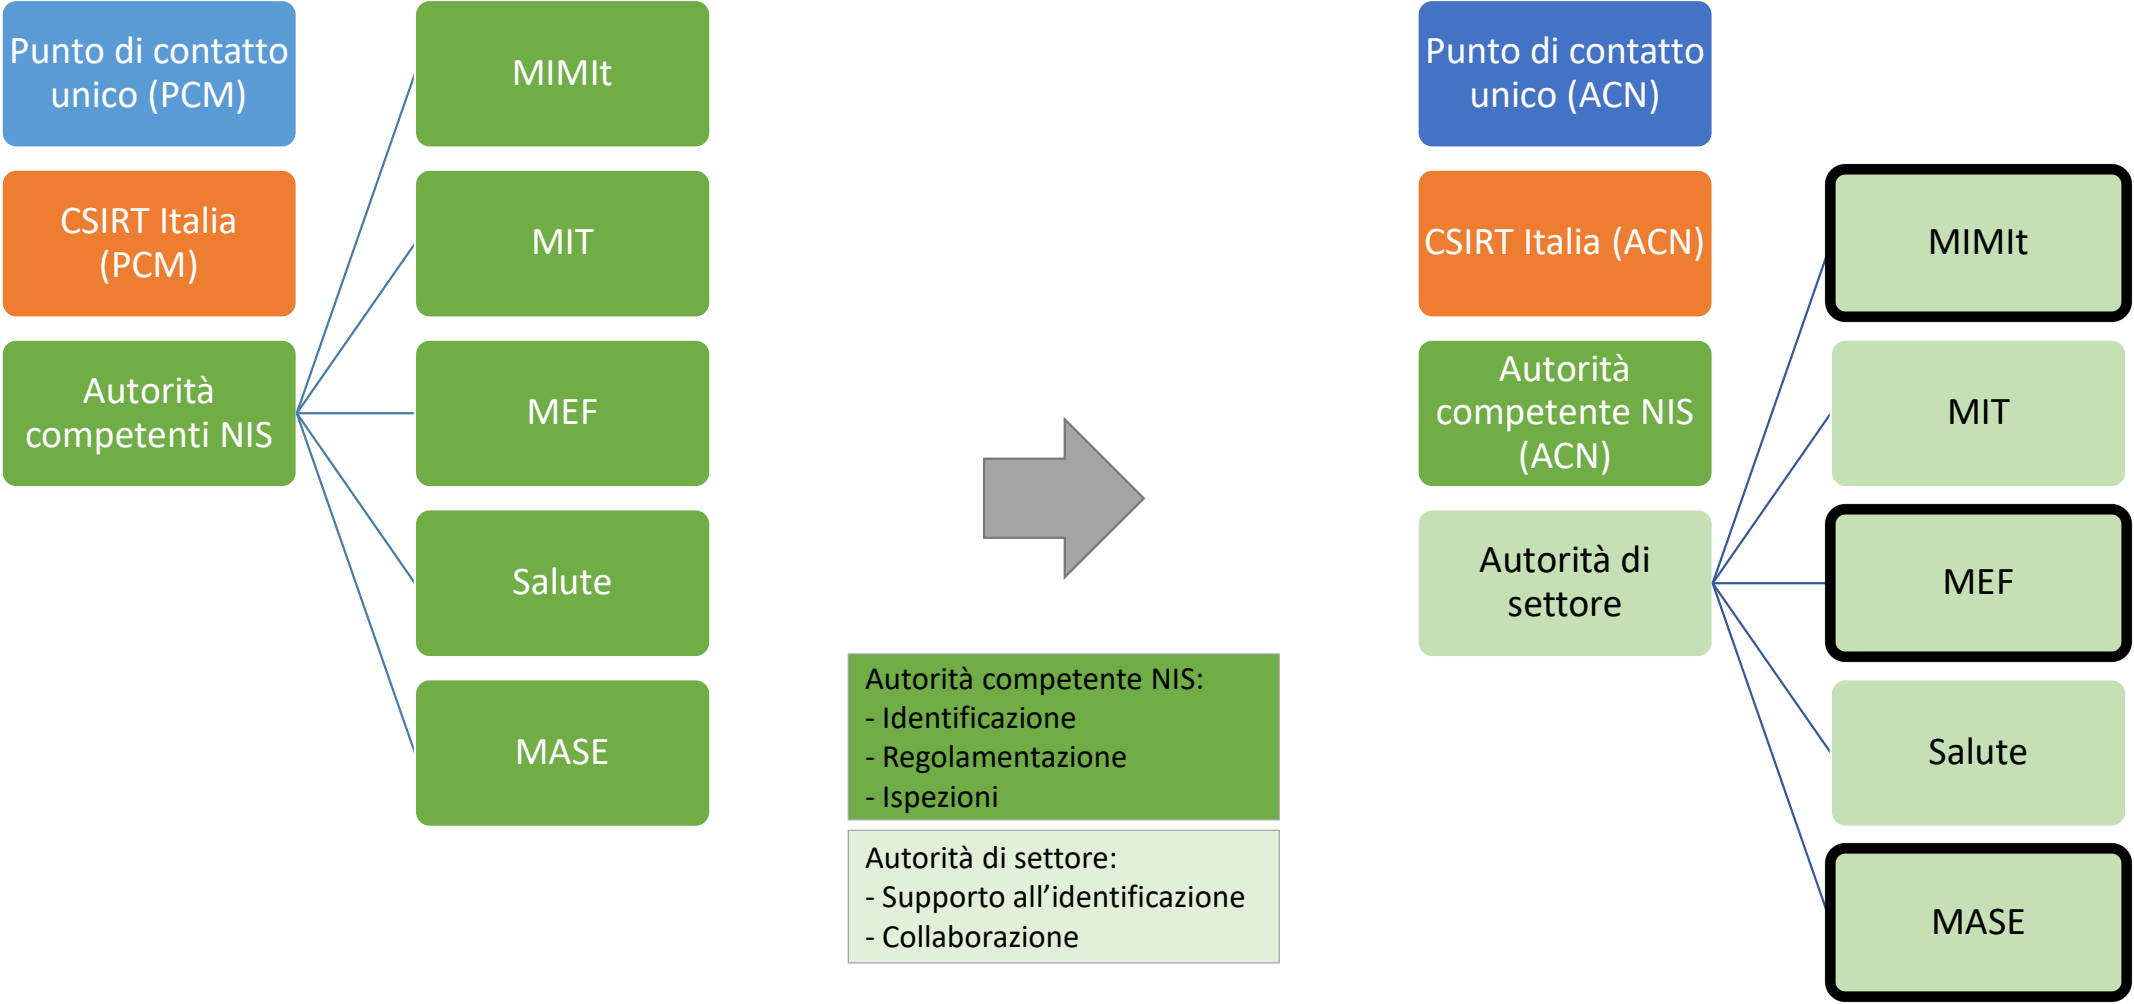 Punto di contatto
unico (PCM)
CSIRT Italia
(PCM)
Autorità
competenti NIS
MIMIt
MIT
MEF
Salute
MASE
Autorità competente NIS:
- Identificazione
- Regolamentazione
- Ispezioni
Autorità di settore:
- Supporto all’identificazione
- Collaborazione
Punto di contatto
unico (ACN)
CSIRT Italia (ACN)
Autorità
competente NIS
(ACN)
Autorità di
settore
MIMIt
MIT
MEF
Salute
MASE